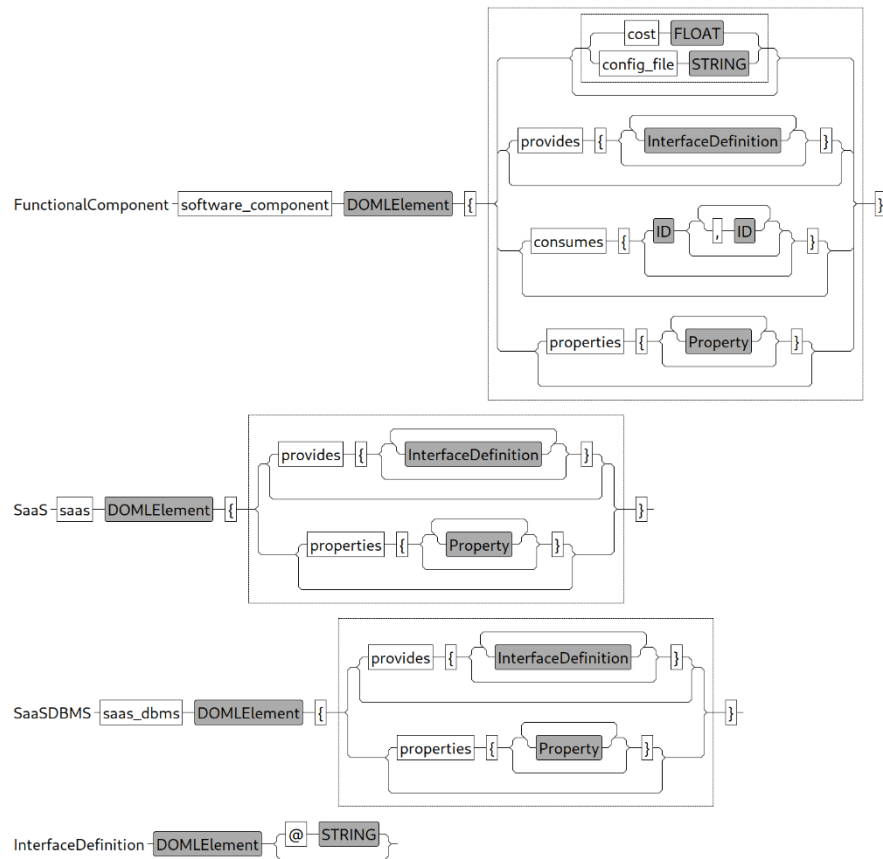 cost FLOAT
config_file STRING
provides { InterfaceDefinition }
FunctionalComponent software_component DOMLElement { }
consumes { ID , ID }
properties { Property }
provides { InterfaceDefinition }
SaaS saas DOMLElement { }
properties { Property }
provides { InterfaceDefinition }
SaaSDBMS saas_dbms DOMLElement { }
properties { Property }
InterfaceDefinition DOMLElement @ STRING